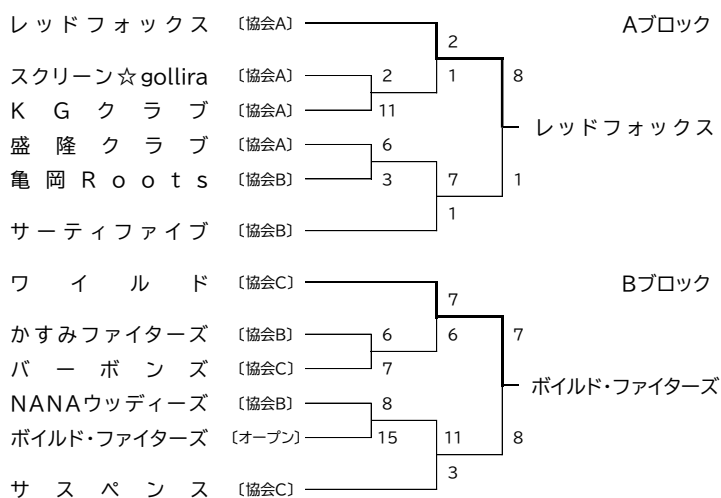 レッドフォックス 〔協会A〕 Aブロック
2
スクリーン☆gollira 〔協会A〕 2 1 8
KGクラブ 〔協会A〕 11
レッドフォックス
盛隆クラブ 〔協会A〕 6
亀岡Roots 〔協会B〕 3 7 1
1
サーティファイブ 〔協会B〕
ワイルド 〔協会C〕 Bブロック
7
かすみファイターズ 〔協会B〕 6 6 7
バーボンズ 〔協会C〕 7
ボイルド・ファイターズ
NANAウッディーズ 〔協会B〕 8
ボイルド・ファイターズ 〔オープン〕 15 11 8
3
サスペンス 〔協会C〕